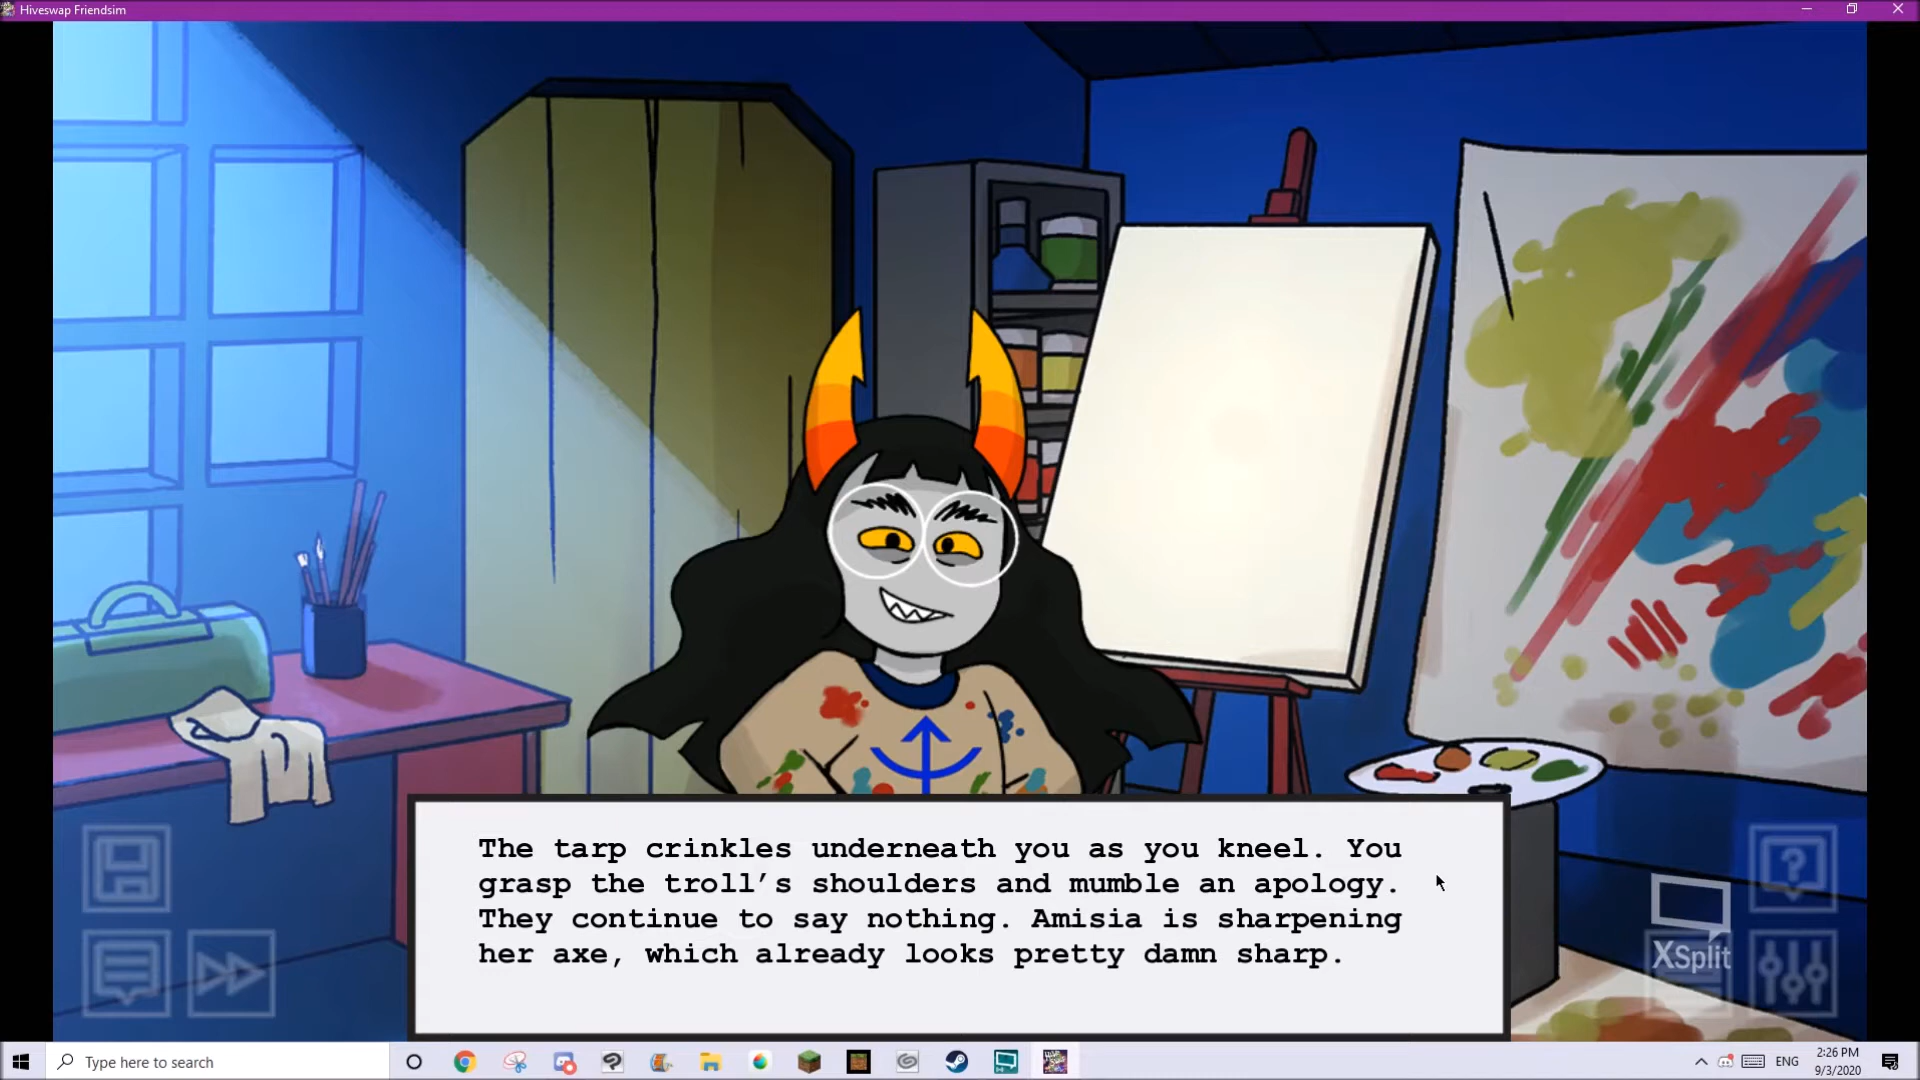 Hiveswap Friendsim
The tarp crinkles underneath you as you kneel. You
grasp the troll's shoulders and mumble an apology.
They continue to say nothing. Amisia is sharpening
her axe, which already looks pretty damn sharp.
XSplit
Type here to search
ENG
2:26 PM
9/3/2020